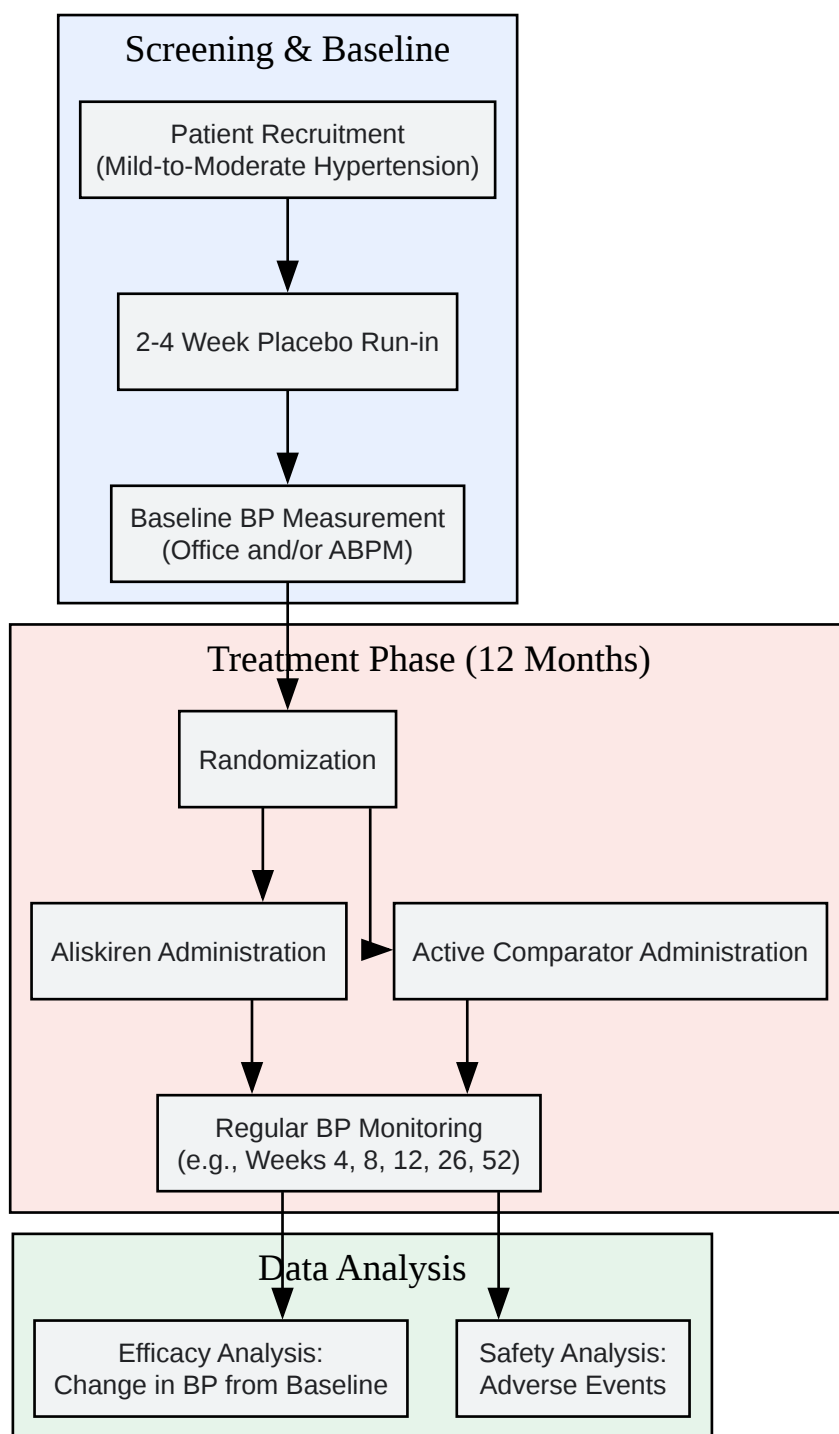 Screening & Baseline
Patient Recruitment
(Mild-to-Moderate Hypertension)
2-4 Week Placebo Run-in
Baseline BP Measurement
(Office and/or ABPM)
Treatment Phase (12 Months)
Randomization
Aliskiren Administration
Active Comparator Administration
Regular BP Monitoring
(e.g., Weeks 4, 8, 12, 26, 52)
Data Analysis
Efficacy Analysis:
Change in BP from Baseline
Safety Analysis:
Adverse Events